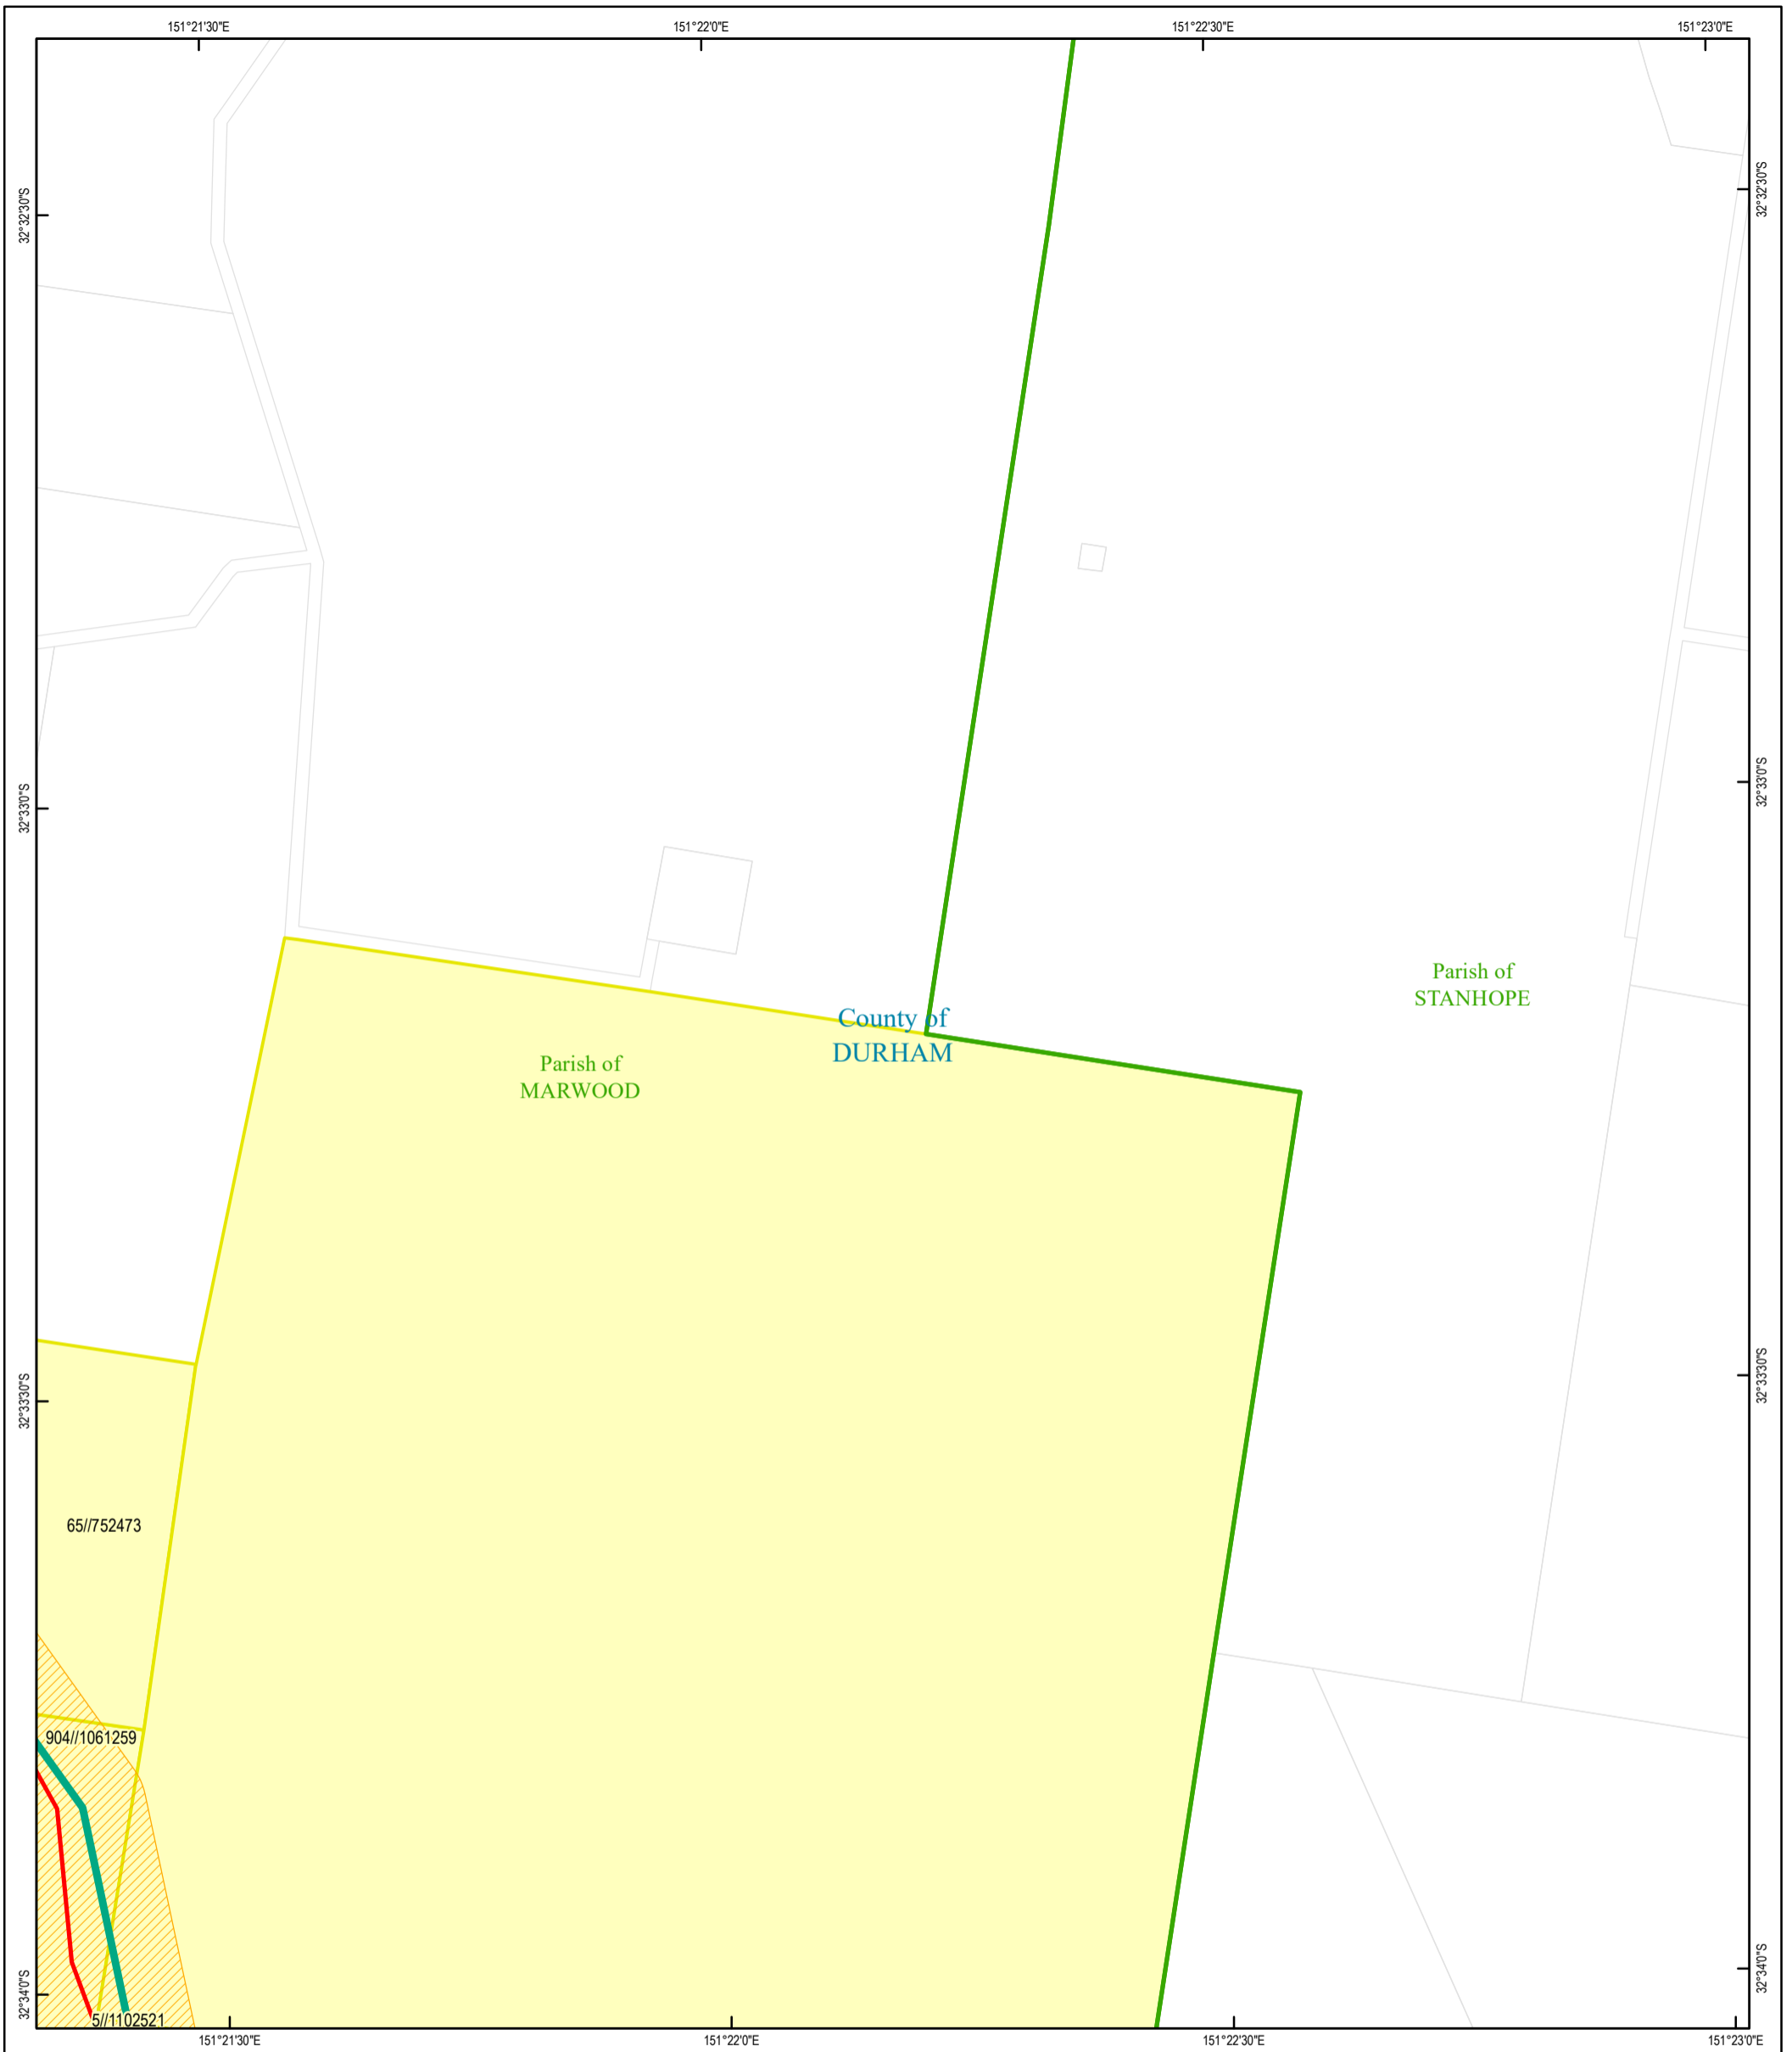 151°21'30"E
151°22'0"E
151°22'30"E
151°23'0"E
32°32'30"S
32°32'30"S
32°33'0"S
32°33'0"S
Parish of
STANHOPE
County of
DURHAM
Parish of
MARWOOD
32°33'30"S
32°33'30"S
65//752473
904//1061259
32°34'0"S
32°34'0"S
5//1102521
151°21'30"E
151°22'0"E
151°22'30"E
151°23'0"E